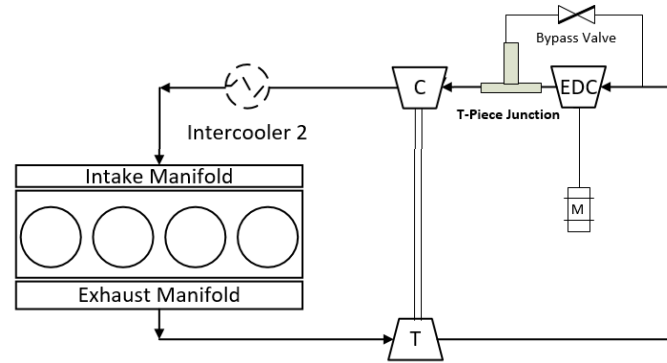 Bypass Valve
C
EDC
T-Piece Junction
Intercooler 2
Intake Manifold
M
Exhaust Manifold
T